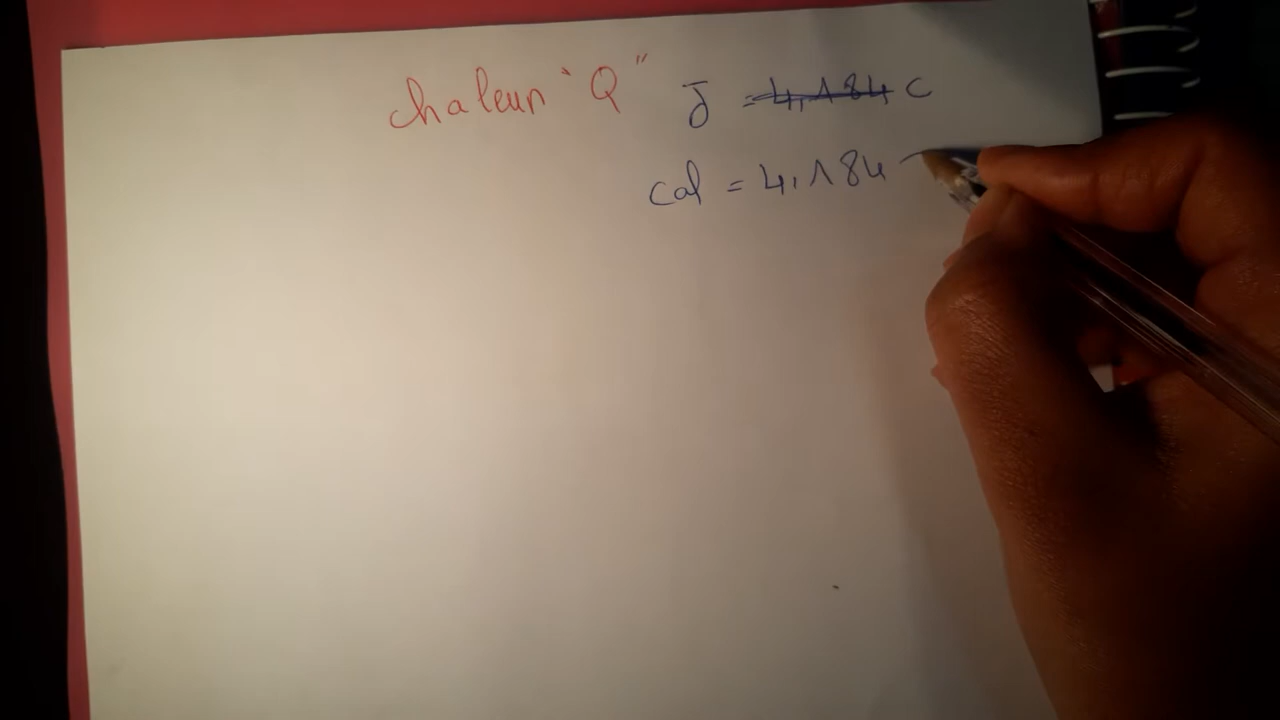 chaleur "Q" J = 4,184 C
cal = 4,184